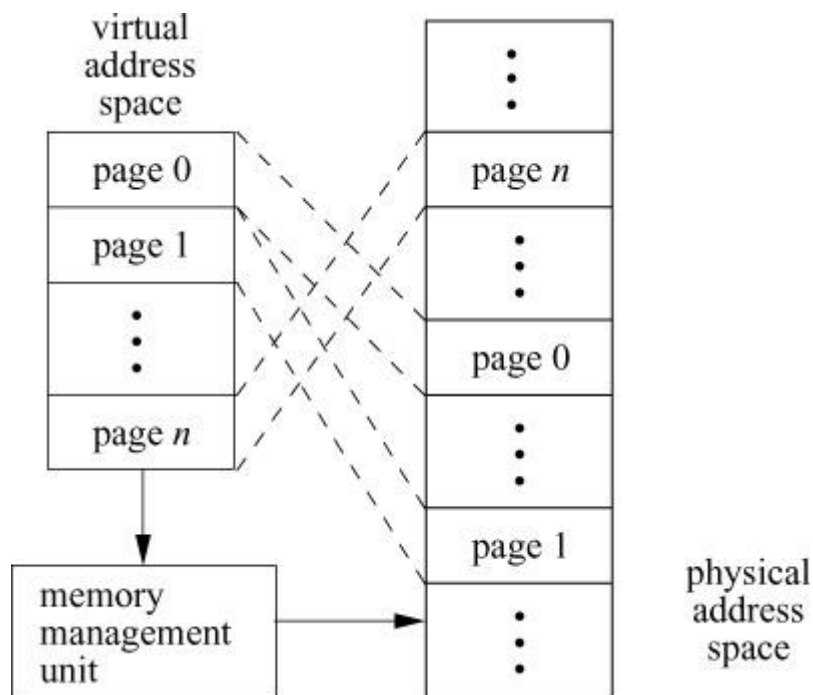 virtual
address
space
page 0
page 1
page n
memory
management
unit
page n
page 0
page 1
physical
address
space